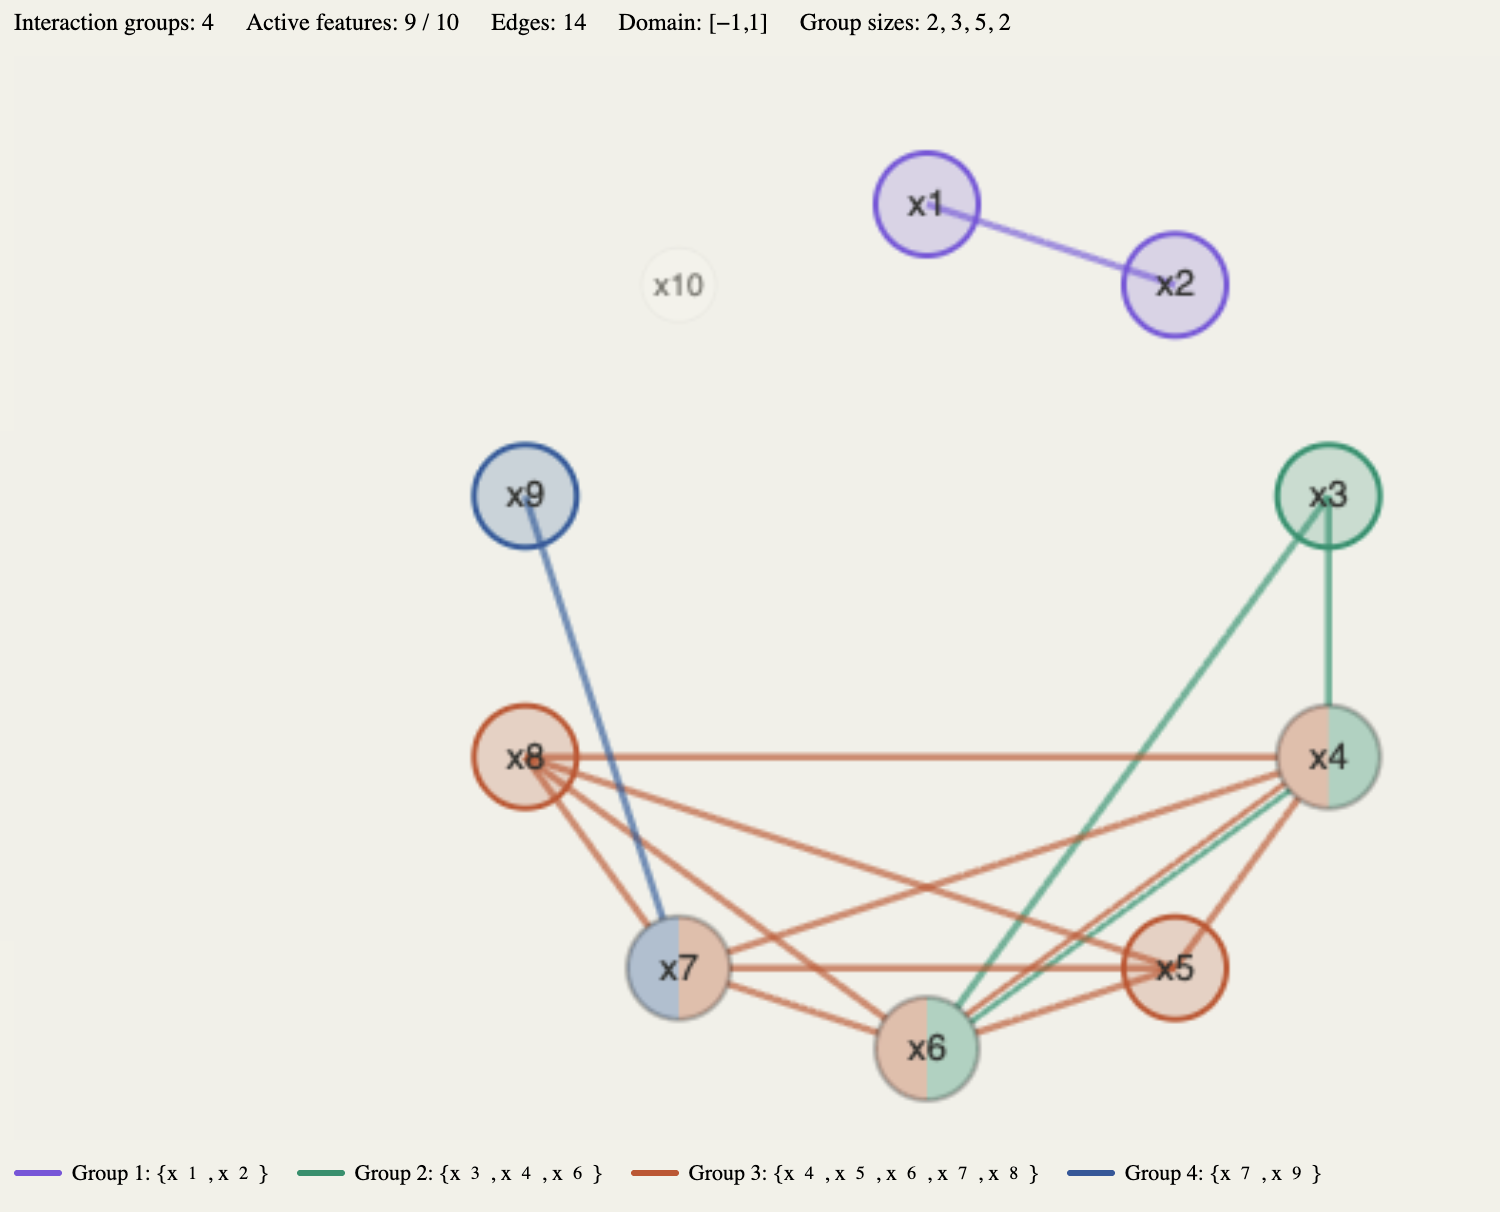 Interaction groups: 4 Active features: 9 / 10 Edges: 14 Domain: [−1,1] Group sizes: 2, 3, 5, 2
x1
x2
x10
x9
x3
x8
x4
x7
x5
x6
Group 1: {x 1 , x 2 } Group 2: {x 3 , x 4 , x 6 } Group 3: {x 4 , x 5 , x 6 , x 7 , x 8 } Group 4: {x 7 , x 9 }